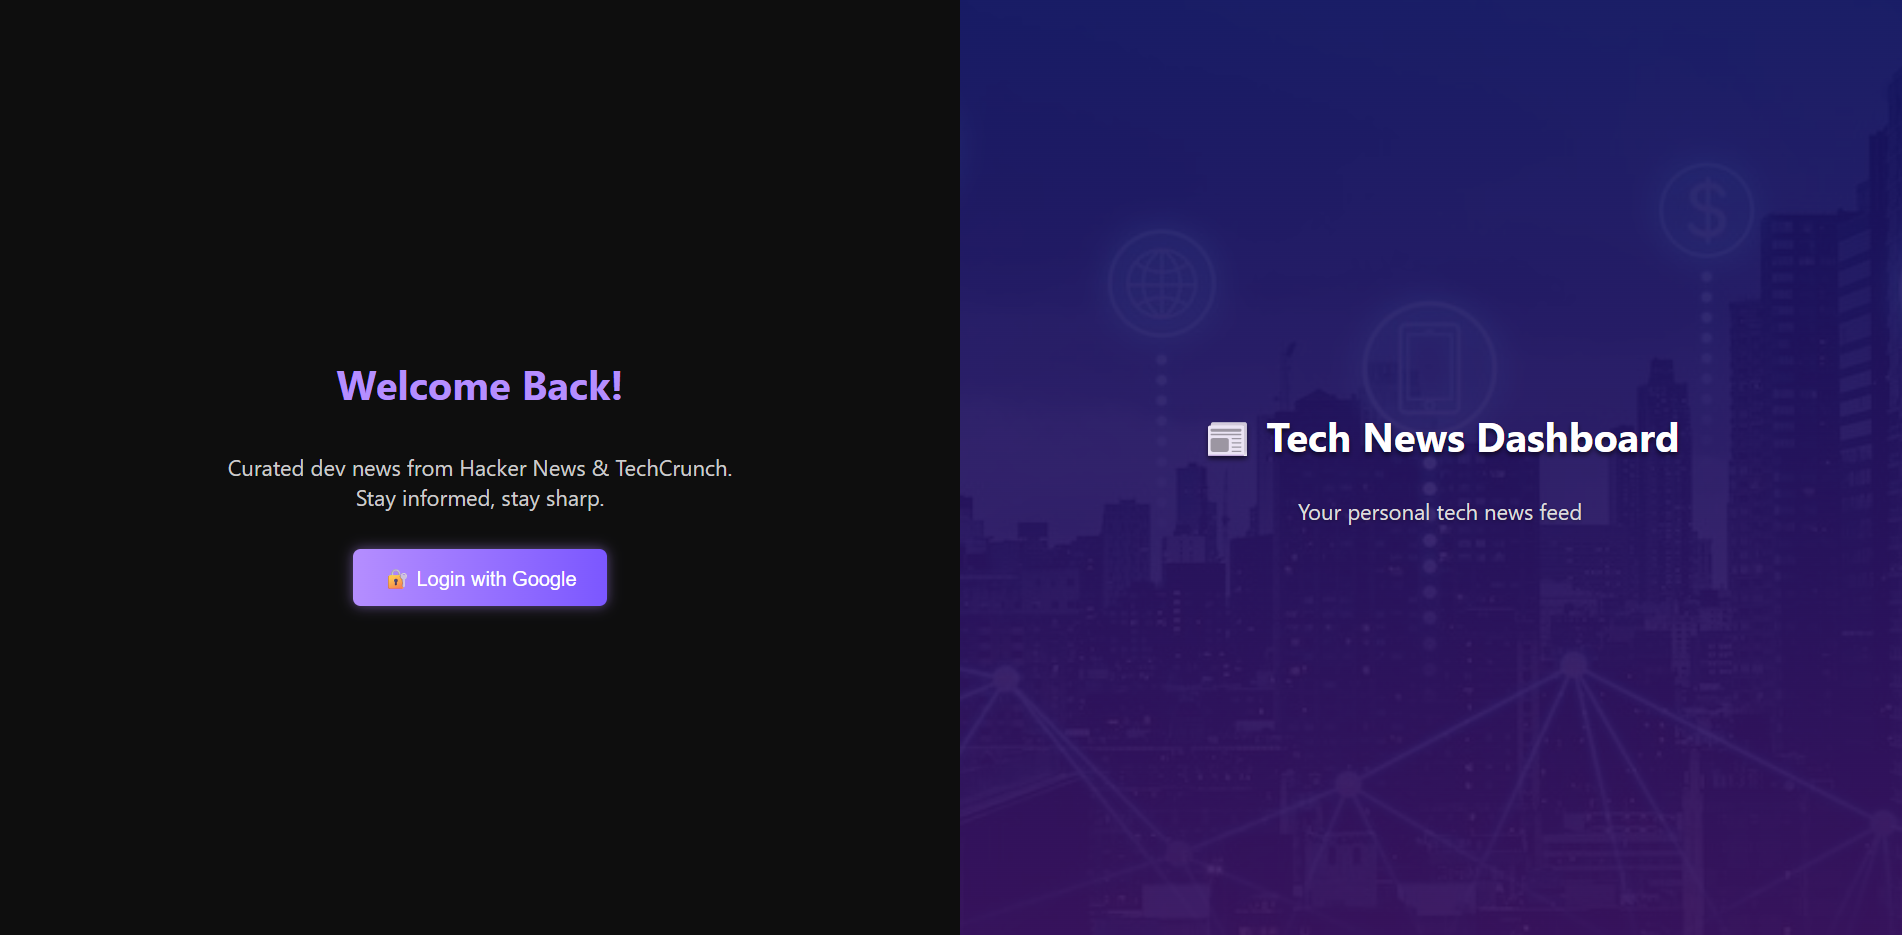 Welcome Back!
Curated dev news from Hacker News & TechCrunch.
Stay informed, stay sharp.
🔐 Login with Google
📰 Tech News Dashboard
Your personal tech news feed